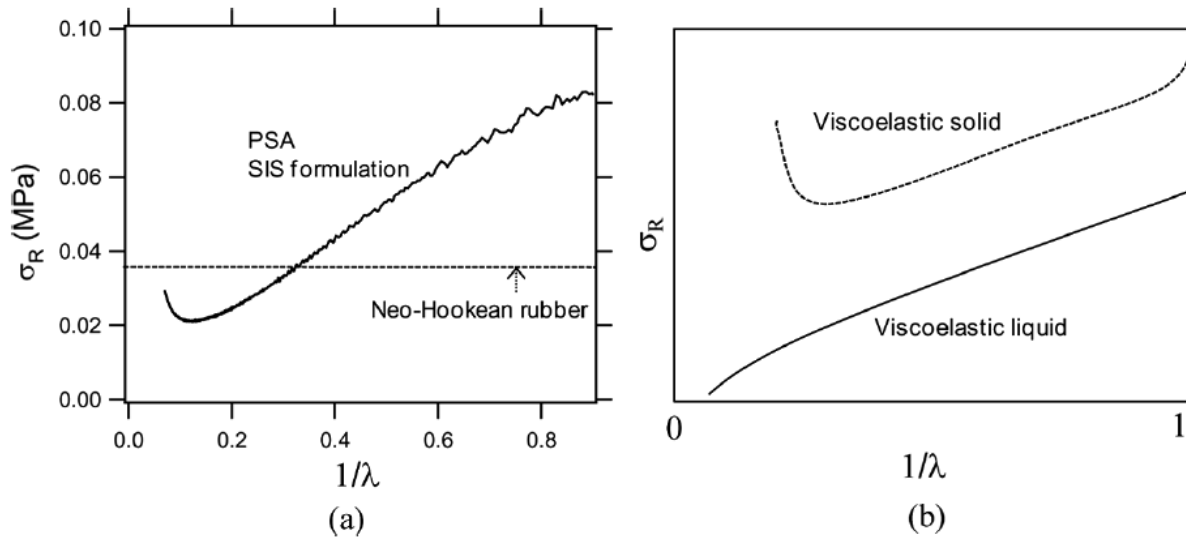 0.10
0.08
0.06
0.04
0.02
0.00
σR (MPa)
PSA
SIS formulation
Neo-Hookean rubber
0.0 0.2 0.4 0.6 0.8
1/λ
(a)
σR
Viscoelastic solid
Viscoelastic liquid
0 1
1/λ
(b)